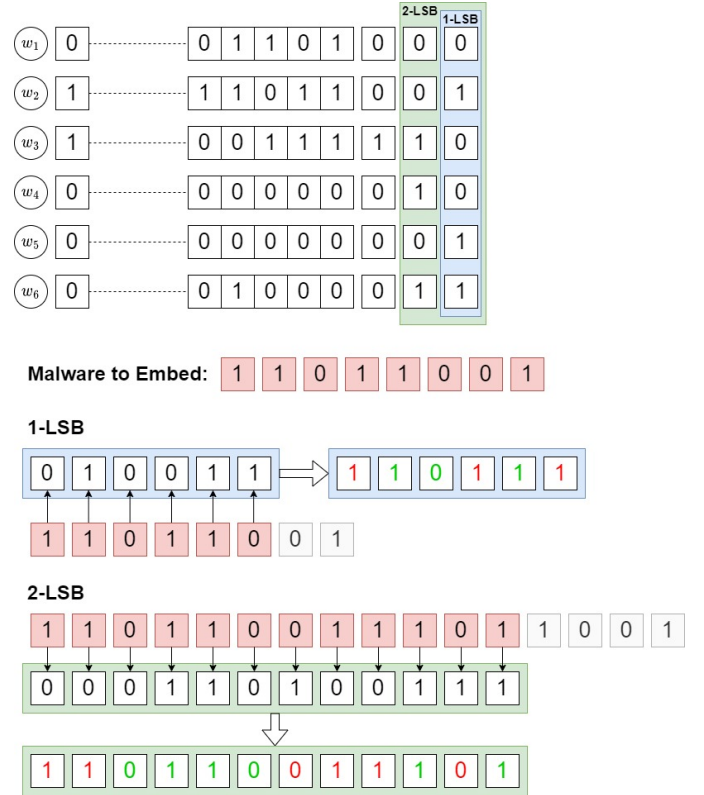 2-LSB
1-LSB
w₁ 0 0 1 1 0 1 0 0 0
w₂ 1 1 1 0 1 1 0 0 1
w₃ 1 0 0 1 1 1 1 1 0
w₄ 0 0 0 0 0 0 0 1 0
w₅ 0 0 0 0 0 0 0 0 1
w₆ 0 0 1 0 0 0 0 1 1
Malware to Embed: 1 1 0 1 1 0 0 1
1-LSB
0 1 0 0 1 1 1 1 0 1 1 1
1 1 0 1 1 0 0 1
2-LSB
1 1 0 1 1 0 0 1 1 1 0 1 1 0 0 1
0 0 0 1 1 0 1 0 0 1 1 1
1 1 0 1 1 0 0 1 1 1 0 1